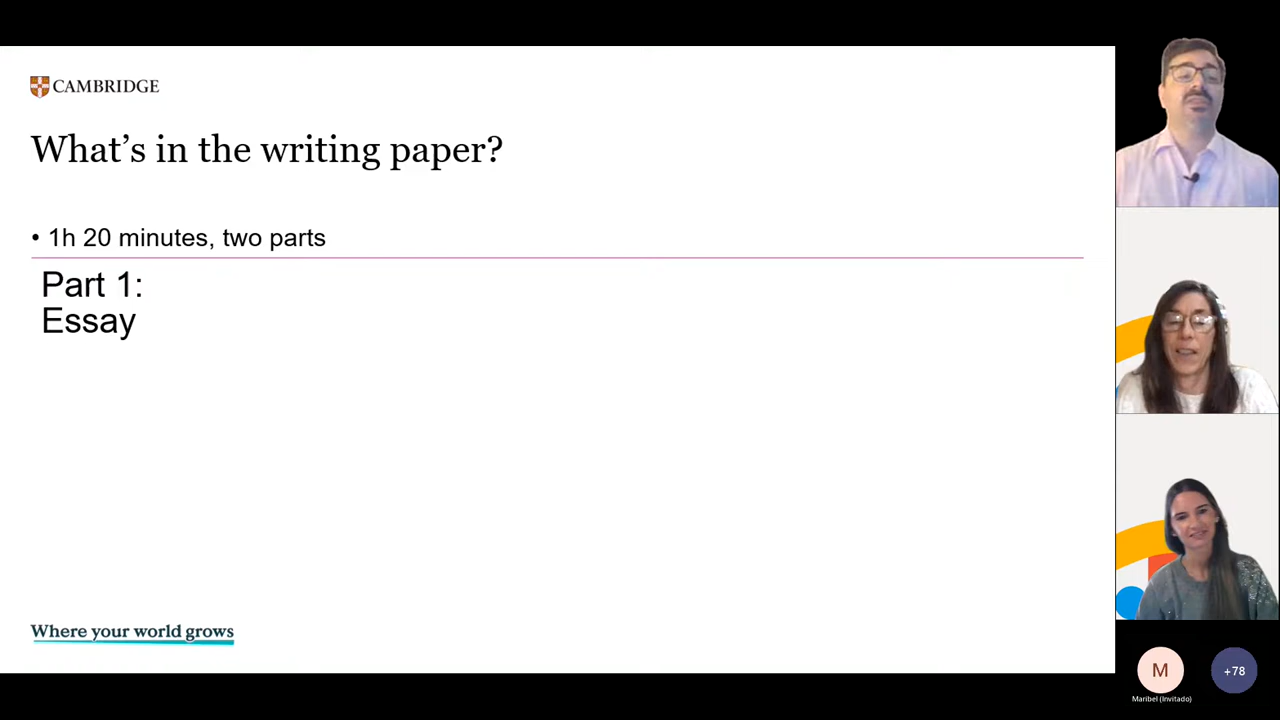 CAMBRIDGE
What’s in the writing paper?
• 1h 20 minutes, two parts
Part 1:
Essay
Where your world grows
M
+78
Maribel (Invitado)